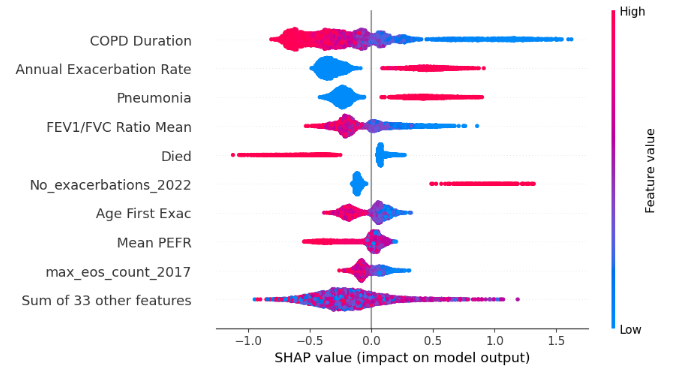 High
COPD Duration
Annual Exacerbation Rate
Pneumonia
FEV1/FVC Ratio Mean
Died
No_exacerbations_2022
Age First Exac
Mean PEFR
max_eos_count_2017
Sum of 33 other features
Feature value
Low
−1.0 −0.5 0.0 0.5 1.0 1.5
SHAP value (impact on model output)